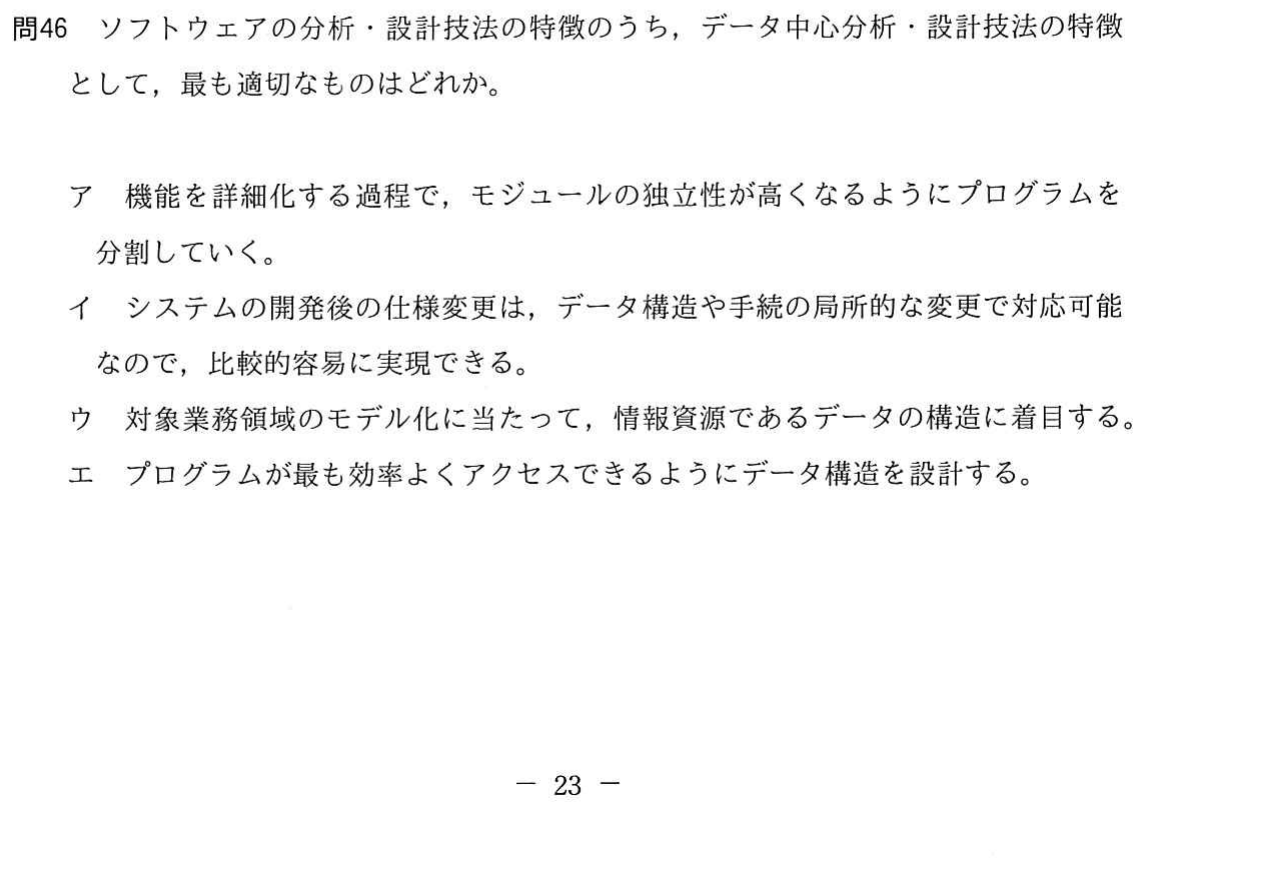 問46 ソフトウェアの分析・設計技法の特徴のうち，データ中心分析・設計技法の特徴
として，最も適切なものはどれか。
ア 機能を詳細化する過程で，モジュールの独立性が高くなるようにプログラムを
分割していく。
イ システムの開発後の仕様変更は，データ構造や手続の局所的な変更で対応可能
なので，比較的容易に実現できる。
ウ 対象業務領域のモデル化に当たって，情報資源であるデータの構造に着目する。
エ プログラムが最も効率よくアクセスできるようにデータ構造を設計する。
－ 23 －